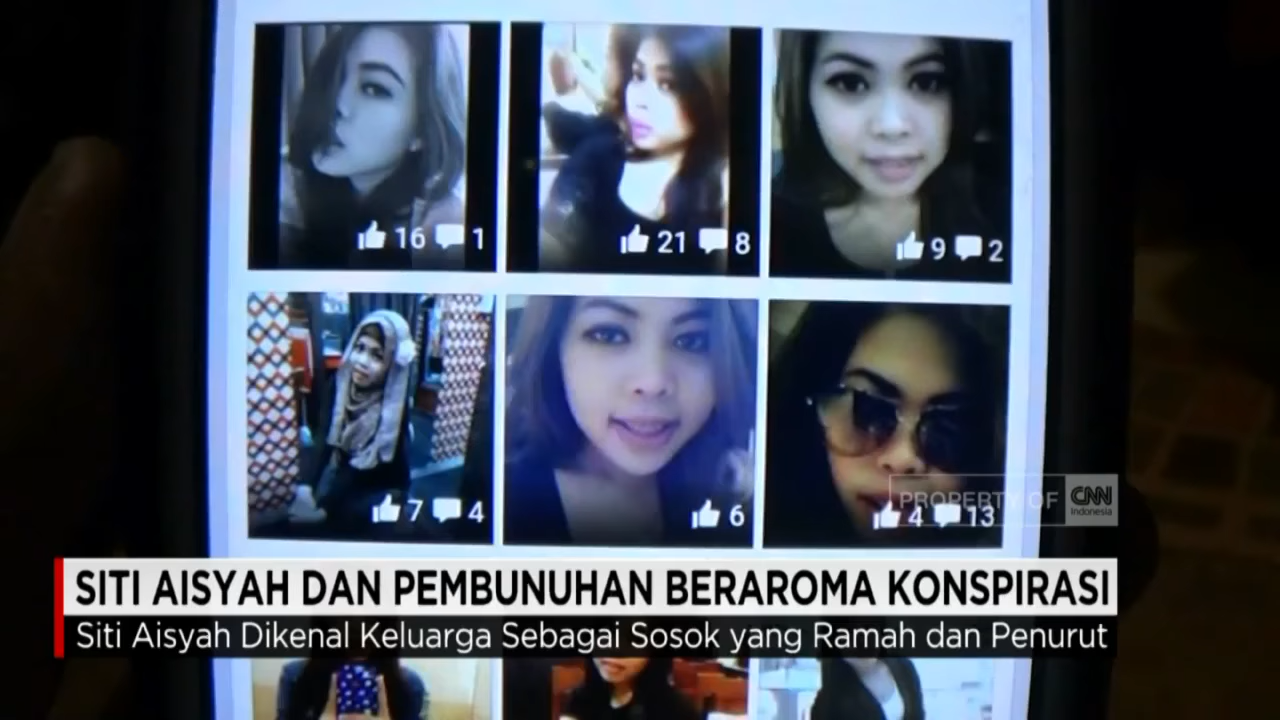 16 1
21 8
9 2
7 4
6
4 13
PROPERTY OF CNN Indonesia
SITI AISYAH DAN PEMBUNUHAN BERAROMA KONSPIRASI
Siti Aisyah Dikenal Keluarga Sebagai Sosok yang Ramah dan Penurut